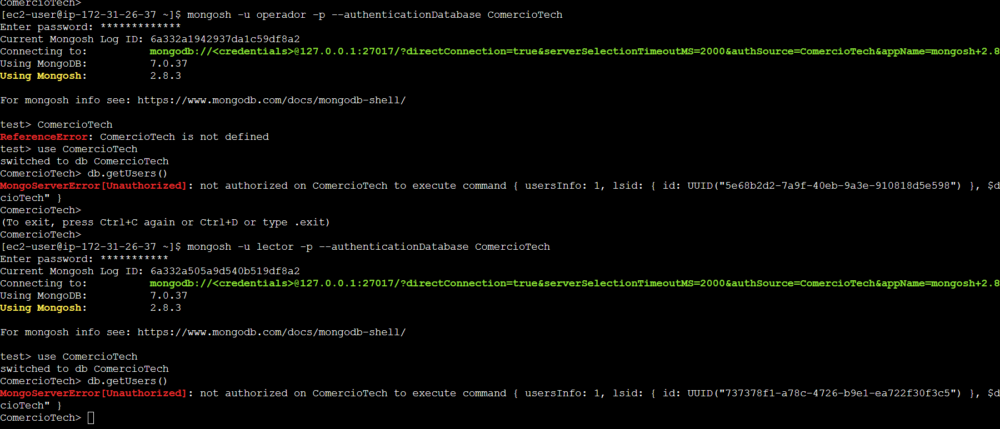 ComercioTech>
[ec2-user@ip-172-31-26-37 ~]$ mongosh -u operador -p --authenticationDatabase ComercioTech
Enter password: *************
Current Mongosh Log ID: 6a332a1942937da1c59df8a2
Connecting to: mongodb://<credentials>@127.0.0.1:27017/?directConnection=true&serverSelectionTimeoutMS=2000&authSource=ComercioTech&appName=mongosh+2.8
Using MongoDB: 7.0.37
Using Mongosh: 2.8.3
For mongosh info see: https://www.mongodb.com/docs/mongodb-shell/
test> ComercioTech
ReferenceError: ComercioTech is not defined
test> use ComercioTech
switched to db ComercioTech
ComercioTech> db.getUsers()
MongoServerError[Unauthorized]: not authorized on ComercioTech to execute command { usersInfo: 1, lsid: { id: UUID("5e68b2d2-7a9f-40eb-9a3e-910818d5e598") }, $d
cioTech" }
ComercioTech>
(To exit, press Ctrl+C again or Ctrl+D or type .exit)
ComercioTech>
[ec2-user@ip-172-31-26-37 ~]$ mongosh -u lector -p --authenticationDatabase ComercioTech
Enter password: ***********
Current Mongosh Log ID: 6a332a505a9d540b519df8a2
Connecting to: mongodb://<credentials>@127.0.0.1:27017/?directConnection=true&serverSelectionTimeoutMS=2000&authSource=ComercioTech&appName=mongosh+2.8
Using MongoDB: 7.0.37
Using Mongosh: 2.8.3
For mongosh info see: https://www.mongodb.com/docs/mongodb-shell/
test> use ComercioTech
switched to db ComercioTech
ComercioTech> db.getUsers()
MongoServerError[Unauthorized]: not authorized on ComercioTech to execute command { usersInfo: 1, lsid: { id: UUID("737378f1-a78c-4726-b9e1-ea722f30f3c5") }, $d
cioTech" }
ComercioTech>